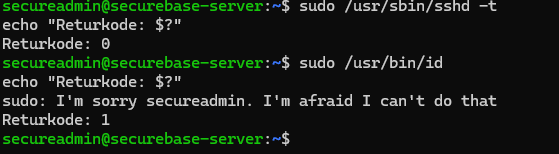 secureadmin@securebase-server:~$ sudo /usr/sbin/sshd -t
echo "Returkode: $?"
Returkode: 0
secureadmin@securebase-server:~$ sudo /usr/bin/id
echo "Returkode: $?"
sudo: I'm sorry secureadmin. I'm afraid I can't do that
Returkode: 1
secureadmin@securebase-server:~$